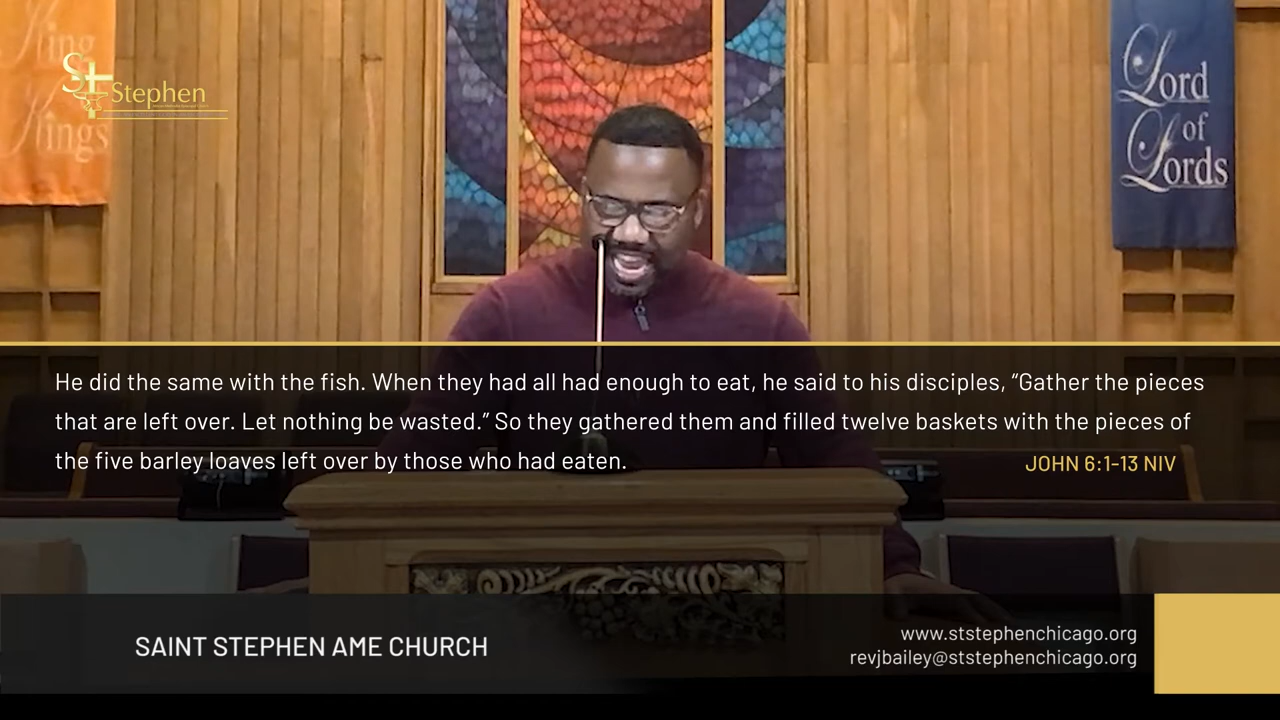 King
of
Kings
St
Stephen
Lord
of
Lords
He did the same with the fish. When they had all had enough to eat, he said to his disciples, “Gather the pieces
that are left over. Let nothing be wasted.” So they gathered them and filled twelve baskets with the pieces of
the five barley loaves left over by those who had eaten.
JOHN 6:1-13 NIV
SAINT STEPHEN AME CHURCH
www.ststephenchicago.org
revjbailey@ststephenchicago.org